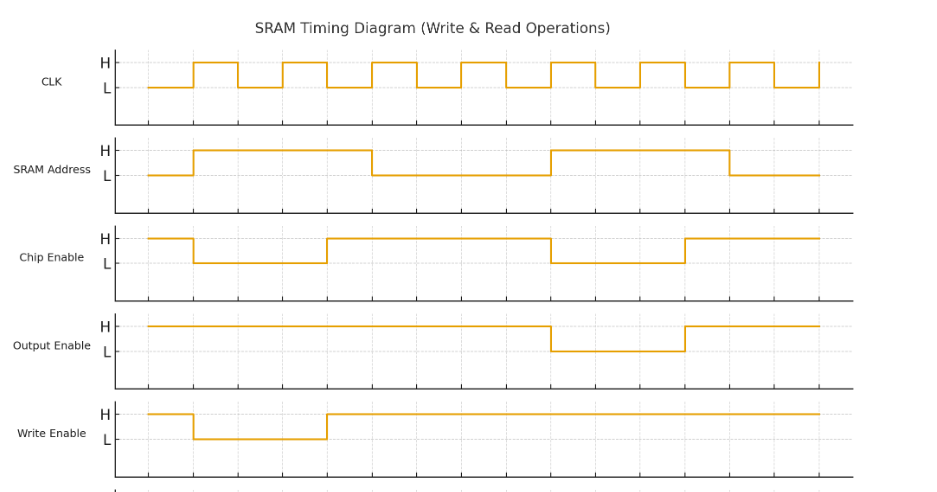 SRAM Timing Diagram (Write & Read Operations)
H
CLK
L
H
SRAM Address
L
H
Chip Enable
L
H
Output Enable
L
H
Write Enable
L